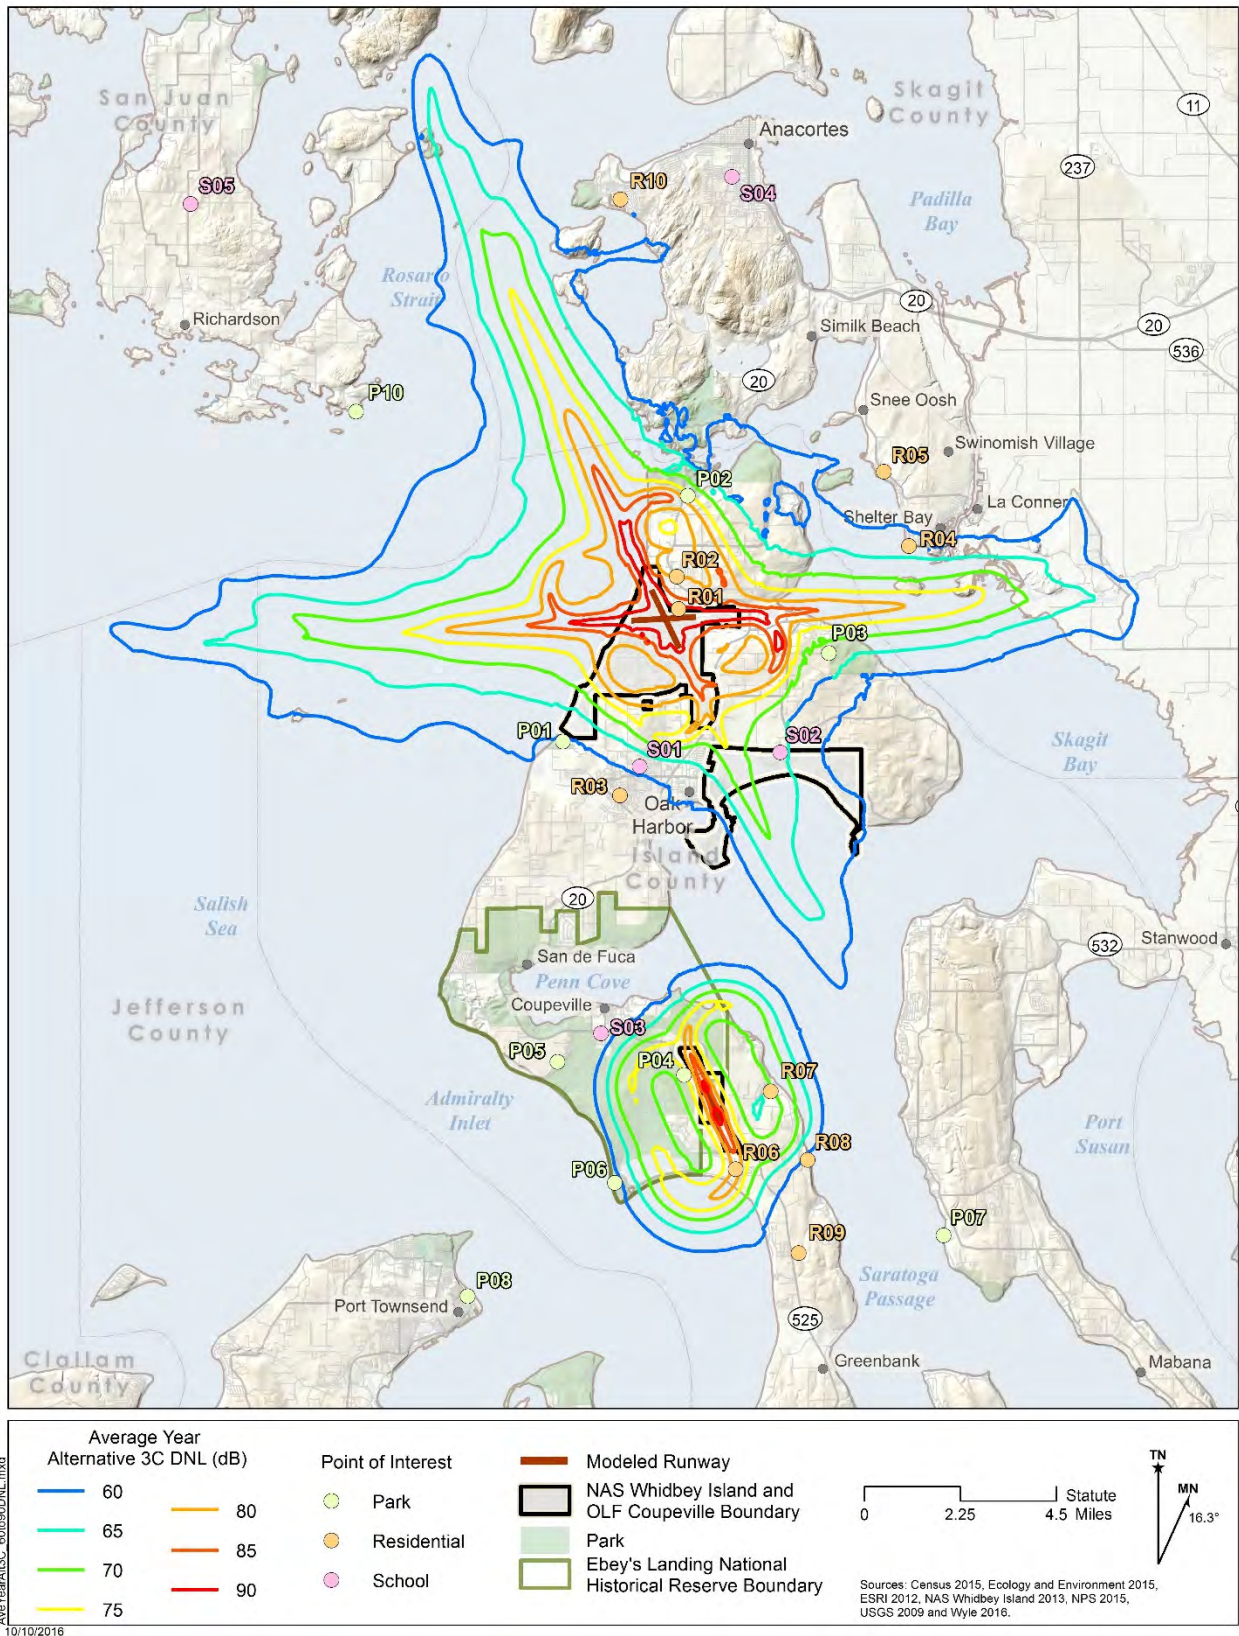 San Juan
County
Skagit
County
11
Anacortes
237
S05
R10
S04
Padilla
Bay
Rosario
Strait
20
Richardson
Similk Beach
20
536
20
P10
Snee Oosh
Swinomish Village
R05
P02
La Conner
Shelter Bay
R04
R02
R01
P03
P01
S01
S02
Skagit
Bay
R03
Oak
Harbor
Island
County
20
Salish
Sea
532
Stanwood
San de Fuca
Penn Cove
Jefferson
County
Coupeville
S03
P05
P04
R07
Admiralty
Inlet
Port
Susan
R06
R08
P06
P07
R09
Saratoga
Passage
P08
Port Townsend
525
Clallam
County
Greenbank
Mabana
Average Year
Alternative 3C DNL (dB)
60
65
70
75
80
85
90
Point of Interest
Park
Residential
School
Modeled Runway
NAS Whidbey Island and
OLF Coupeville Boundary
Park
Ebey's Landing National
Historical Reserve Boundary
0 2.25 4.5
Statute
Miles
TN
MN
16.3°
Sources: Census 2015, Ecology and Environment 2015,
ESRI 2012, NAS Whidbey Island 2013, NPS 2015,
USGS 2009 and Wyle 2016.
10/10/2016